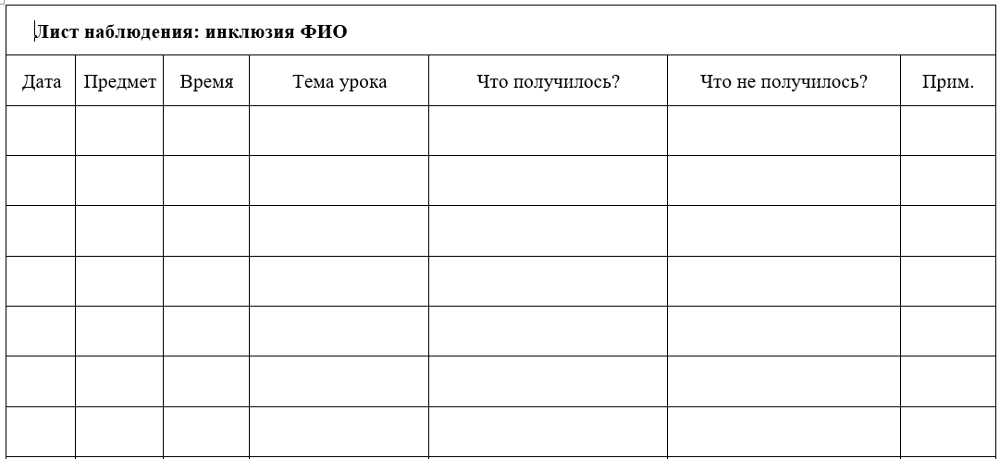 Лист наблюдения: инклюзия ФИО
Дата Предмет Время Тема урока Что получилось? Что не получилось? Прим.